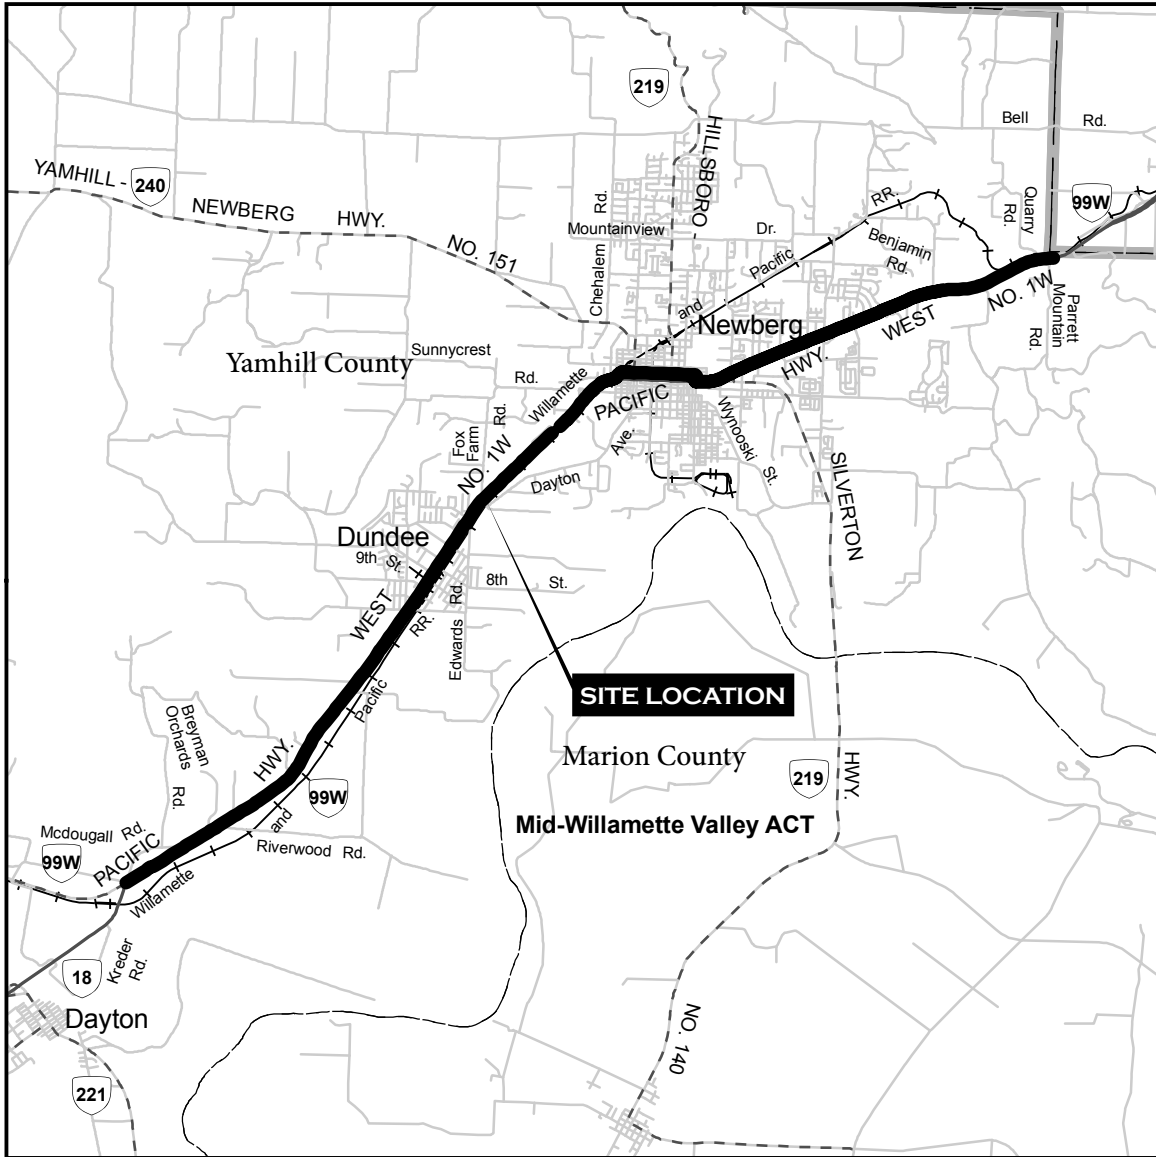 219
Bell Rd.
HILLSBORO -
YAMHILL -
240
NEWBERG HWY.
NO. 151
Chehalem Rd.
Mountainview Dr.
RR.
Benjamin
Rd.
Quarry
Rd.
99W
Pacific
and
Newberg
NO. 1W
WEST
HWY.
Parrett
Mountain
Rd.
Yamhill County
Sunnycrest
Rd.
Willamette
PACIFIC
Wynooski St.
Fox
Farm
Rd.
NO. 1W
Ave.
Dayton
SILVERTON
Dundee
9th St.
8th St.
WEST
RR.
Edwards Rd.
Pacific
SITE LOCATION
Breyman
Orchards
Rd.
HWY.
Marion County
219
HWY.
99W
and
Mid-Willamette Valley ACT
Mcdougall Rd.
Riverwood Rd.
99W
PACIFIC
Willamette
18
Kreder
Rd.
Dayton
NO. 140
221